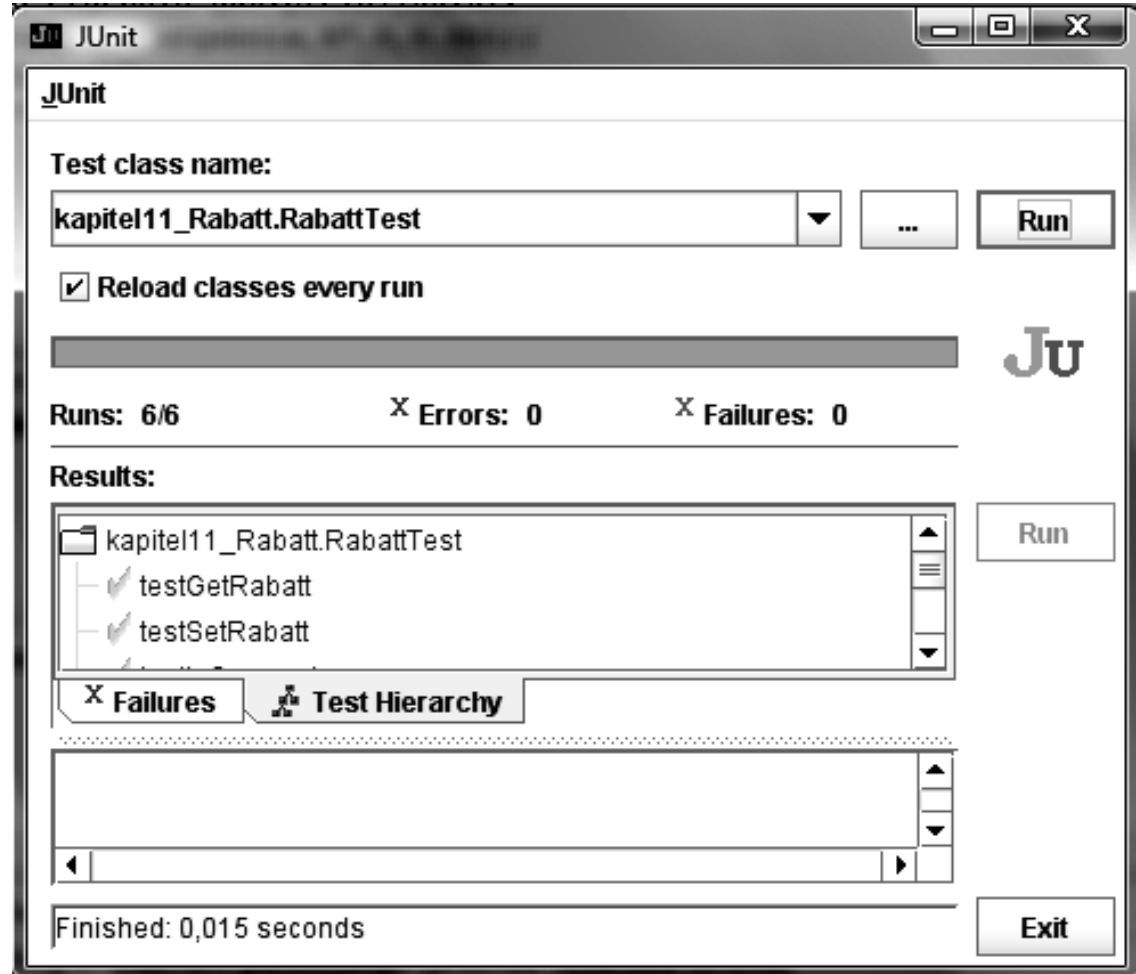 JU JUnit
JUnit
Test class name:
kapitel11_Rabatt.RabattTest
...
Run
Reload classes every run
JU
Runs: 6/6 X Errors: 0 X Failures: 0
Results:
kapitel11_Rabatt.RabattTest
Run
testGetRabatt
testSetRabatt
X Failures
Test Hierarchy
Finished: 0,015 seconds
Exit